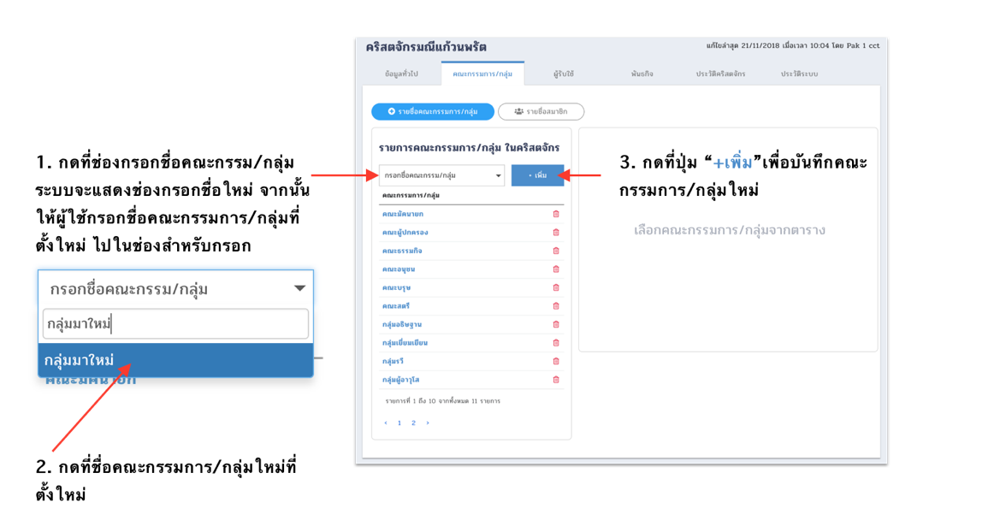 คริสตจักรมณีแก้วนพรัต
แก้ไขล่าสุด 21/11/2018 เมื่อเวลา 10:04 โดย Pak 1 cct
ข้อมูลทั่วไป คณะกรรมการ/กลุ่ม ผู้รับใช้ พันธกิจ ประวัติคริสตจักร ประวัติระบบ
รายชื่อคณะกรรมการ/กลุ่ม รายชื่อสมาชิก
รายการคณะกรรมการ/กลุ่ม ในคริสตจักร
กรอกชื่อคณะกรรม/กลุ่ม + เพิ่ม
คณะกรรมการ/กลุ่ม
คณะมัคนายก
คณะผู้ปกครอง
คณะธรรมกิจ
คณะอนุชน
คณะบุรุษ
คณะสตรี
กลุ่มอธิษฐาน
กลุ่มเยี่ยมเยียน
กลุ่มรวี
กลุ่มผู้อาวุโส
รายการที่ 1 ถึง 10 จากทั้งหมด 11 รายการ
‹ 1 2 ›
1. กดที่ช่องกรอกชื่อคณะกรรม/กลุ่ม
ระบบจะแสดงช่องกรอกชื่อใหม่ จากนั้น
ให้ผู้ใช้กรอกชื่อคณะกรรมการ/กลุ่มที่
ตั้งใหม่ ไปในช่องสำหรับกรอก
กรอกชื่อคณะกรรม/กลุ่ม
กลุ่มมาใหม่
กลุ่มมาใหม่
คณะมัคนายก
2. กดที่ชื่อคณะกรรมการ/กลุ่มใหม่ที่
ตั้งใหม่
3. กดที่ปุ่ม “+เพิ่ม”เพื่อบันทึกคณะ
กรรมการ/กลุ่มใหม่
เลือกคณะกรรมการ/กลุ่มจากตาราง